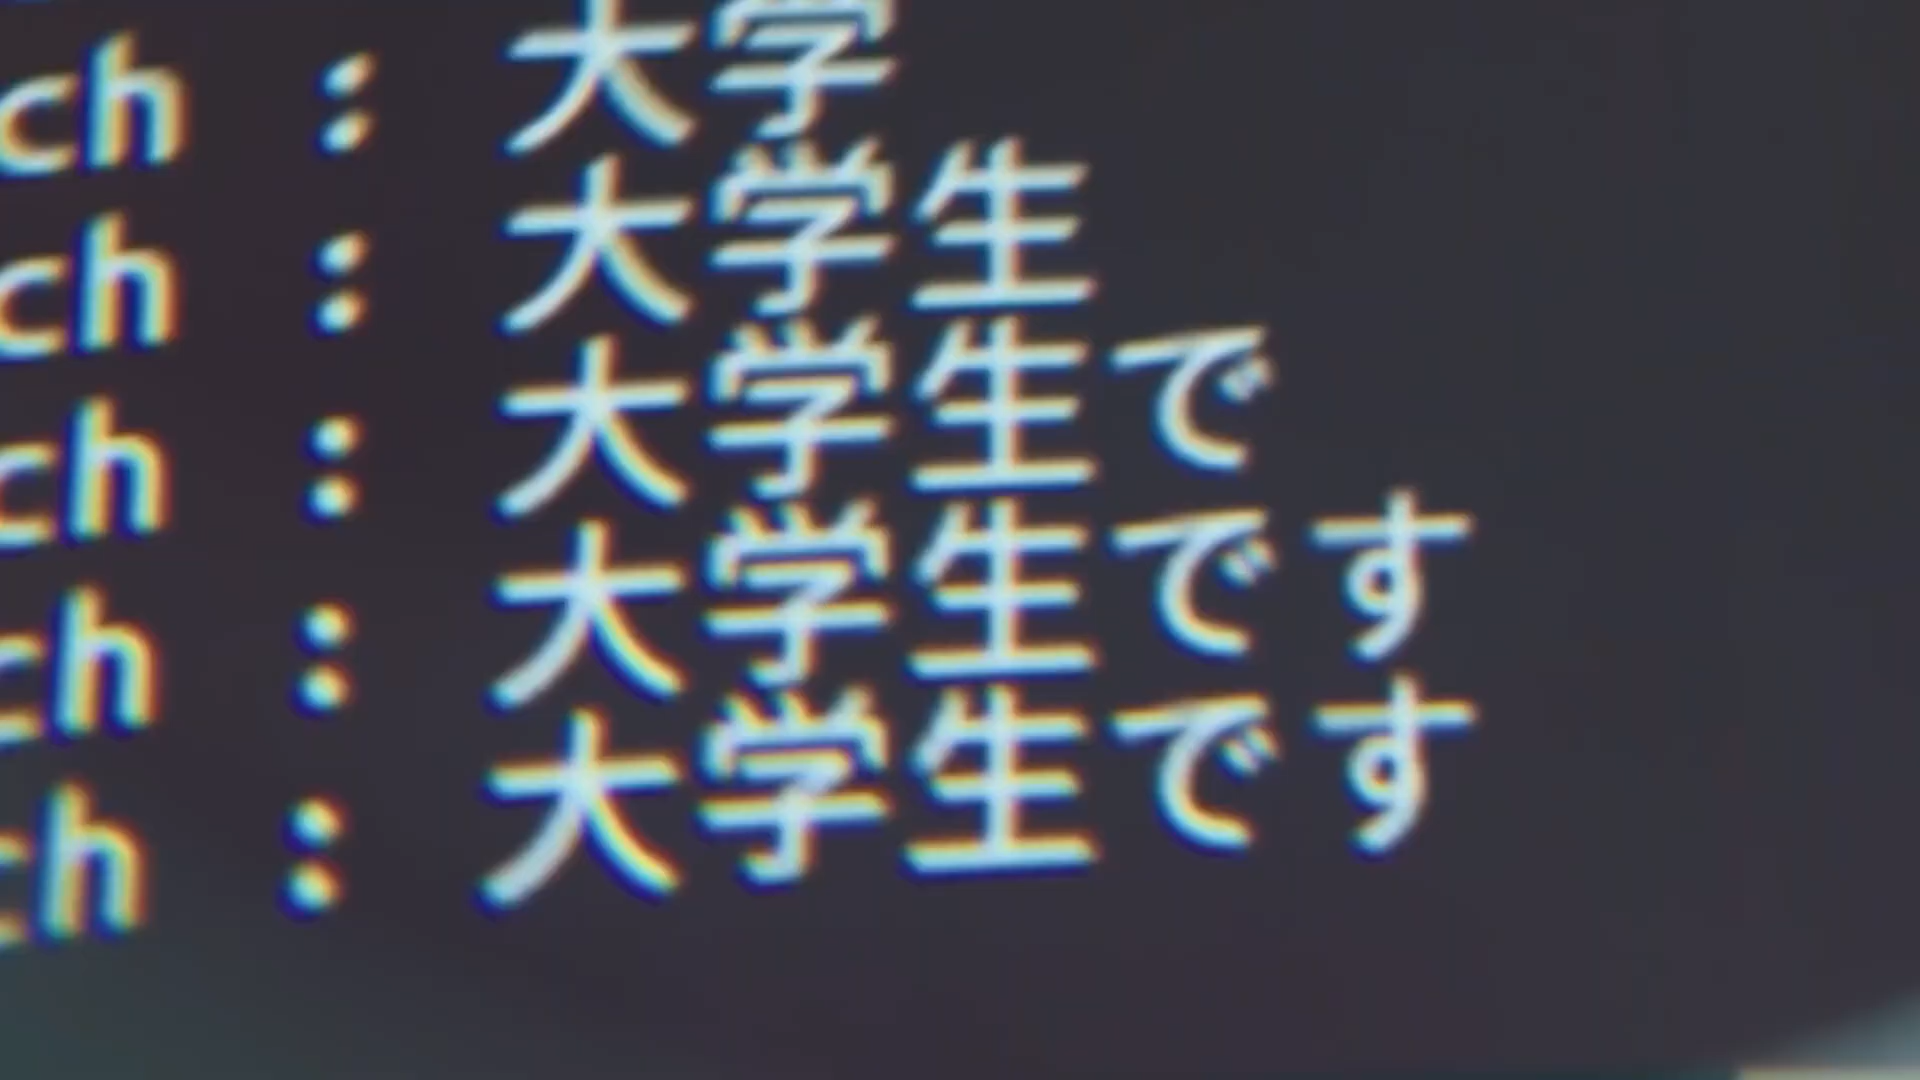 ch : 大学
ch : 大学生
ch : 大学生で
ch : 大学生です
ch : 大学生です